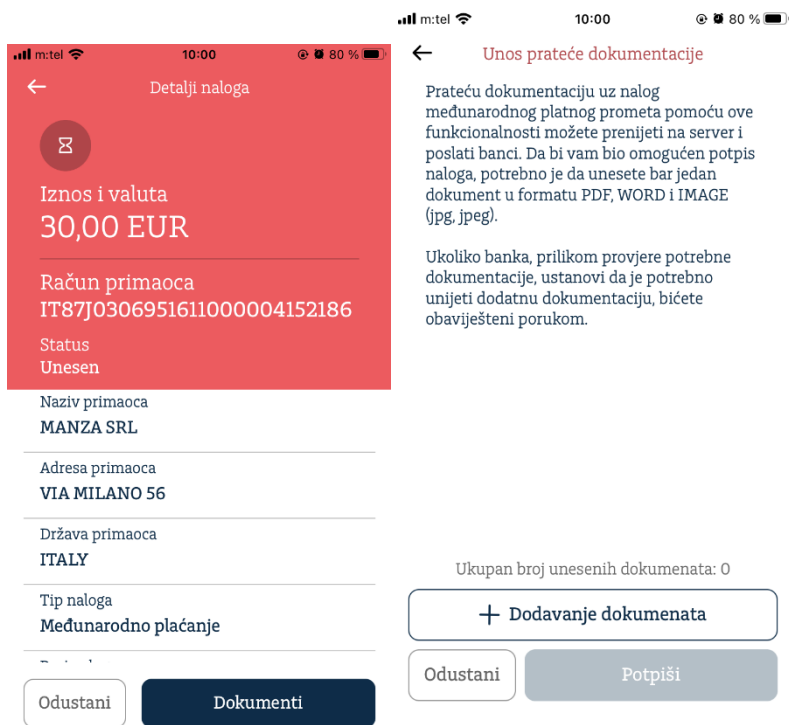 m:tel 10:00 80 %
Detalji naloga
Iznos i valuta
30,00 EUR
Račun primaoca
IT87J0306951611000004152186
Status
Unesen
Naziv primaoca
MANZA SRL
Adresa primaoca
VIA MILANO 56
Država primaoca
ITALY
Tip naloga
Međunarodno plaćanje
Odustani Dokumenti
m:tel 10:00 80 %
Unos prateće dokumentacije
Prateću dokumentaciju uz nalog
međunarodnog platnog prometa pomoću ove
funkcionalnosti možete prenijeti na server i
poslati banci. Da bi vam bio omogućen potpis
naloga, potrebno je da unesete bar jedan
dokument u formatu PDF, WORD i IMAGE
(jpg, jpeg).
Ukoliko banka, prilikom provjere potrebne
dokumentacije, ustanovi da je potrebno
unijeti dodatnu dokumentaciju, bićete
obaviješteni porukom.
Ukupan broj unesenih dokumenata: 0
+ Dodavanje dokumenata
Odustani Potpiši